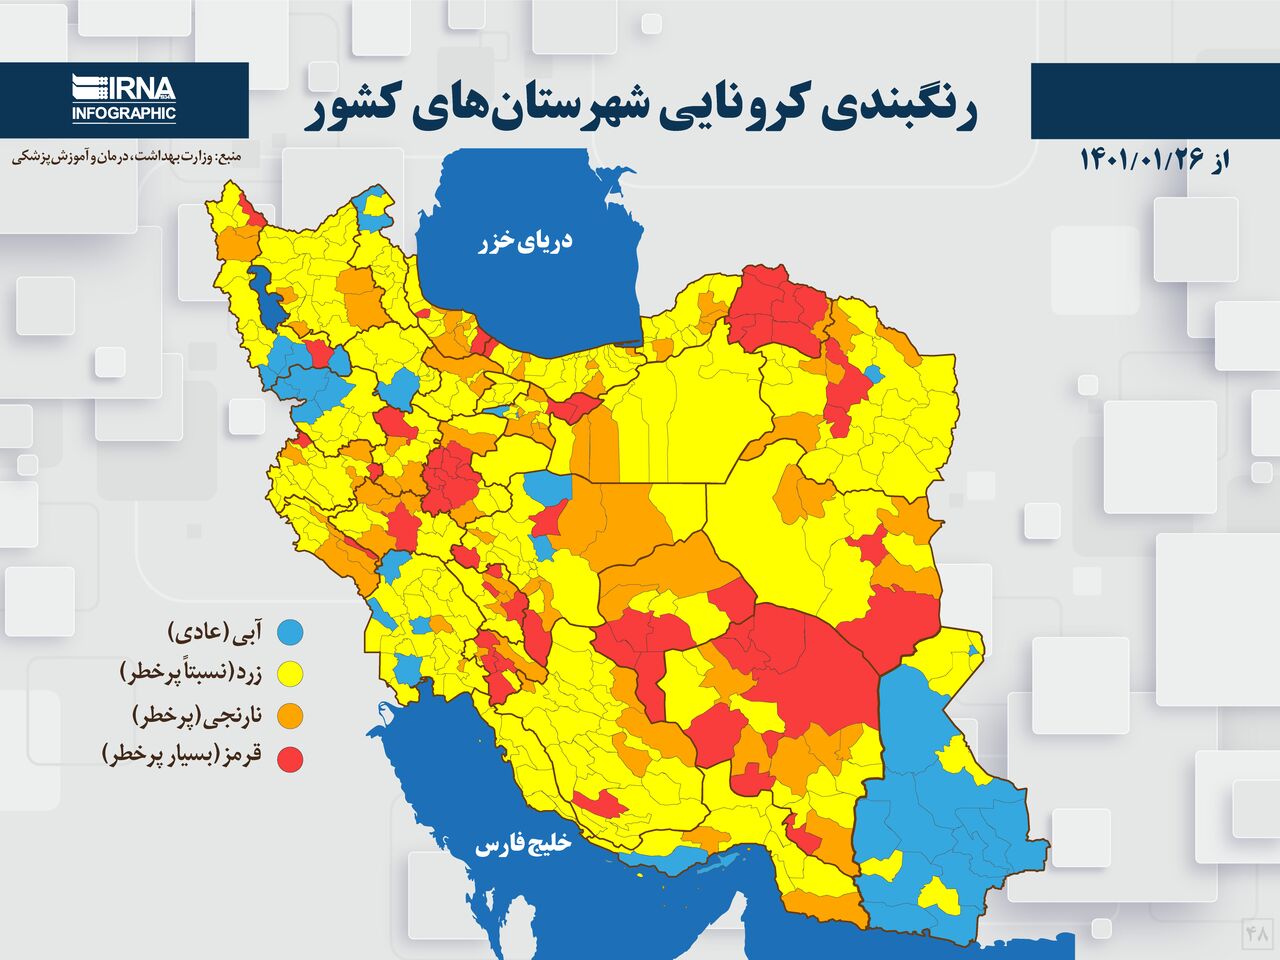 IRNA
INFOGRAPHIC
رنگبندی کرونایی شهرستان‌های کشور
منبع: وزارت بهداشت، درمان و آموزش پزشکی
از ۱۴۰۱/۰۱/۲۶
دریای خزر
آبی (عادی)
زرد (نسبتاً پرخطر)
نارنجی (پرخطر)
قرمز (بسیار پرخطر)
خلیج فارس
۴۸